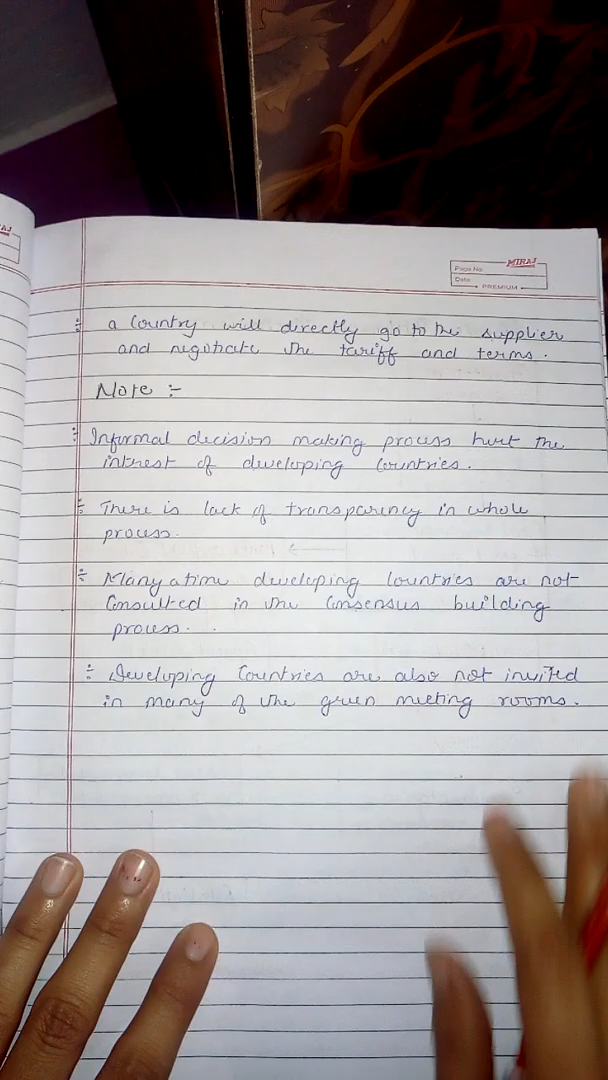 AJ
MIRAJ
Page No.
Date:
PREMIUM
÷ a Country will directly go to the supplier
and negotiate the tariff and terms.
Note :-
÷ Informal decision making process hurt the
intrest of developing Countries.
÷ There is lack of transparency in whole
process.
÷ Many a time developing Countries are not
Consulted in the Consensus building
process.
÷ Developing Countries are also not invited
in many of the green meeting rooms.